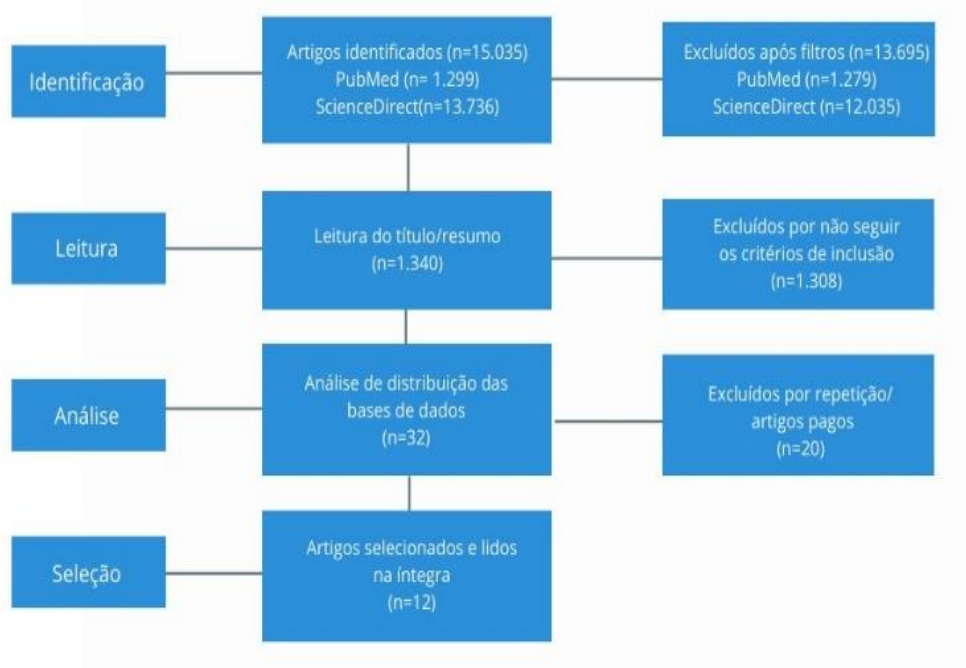 Identificação
Artigos identificados (n=15.035)
PubMed (n= 1.299)
ScienceDirect(n=13.736)
Excluídos após filtros (n=13.695)
PubMed (n=1.279)
ScienceDirect (n=12.035)
Leitura
Leitura do título/resumo
(n=1.340)
Excluídos por não seguir
os critérios de inclusão
(n=1.308)
Análise
Análise de distribuição das
bases de dados
(n=32)
Excluídos por repetição/
artigos pagos
(n=20)
Seleção
Artigos selecionados e lidos
na íntegra
(n=12)